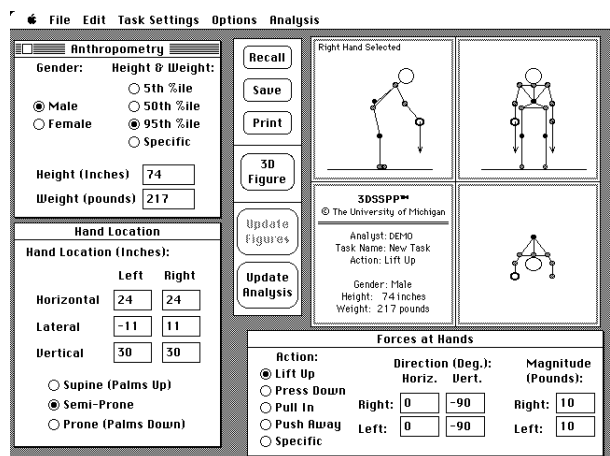 File Edit Task Settings Options Analysis
Anthropometry
Gender: Height & Weight:
5th %ile
Male 50th %ile
Female 95th %ile
Specific
Height (Inches) 74
Weight (pounds) 217
Hand Location
Hand Location (Inches):
Left Right
Horizontal 24 24
Lateral -11 11
Vertical 30 30
Supine (Palms Up)
Semi-Prone
Prone (Palms Down)
Recall
Save
Print
3D
Figure
Update
Figures
Update
Analysis
Right Hand Selected
3DSSPP™
© The University of Michigan
Analyst: DEMO
Task Name: New Task
Action: Lift Up
Gender: Male
Height: 74 inches
Weight: 217 pounds
Forces at Hands
Action:
Lift Up
Press Down
Pull In
Push Away
Specific
Direction (Deg.):
Horiz. Vert.
Right: 0 -90
Left: 0 -90
Magnitude
(Pounds):
Right: 10
Left: 10